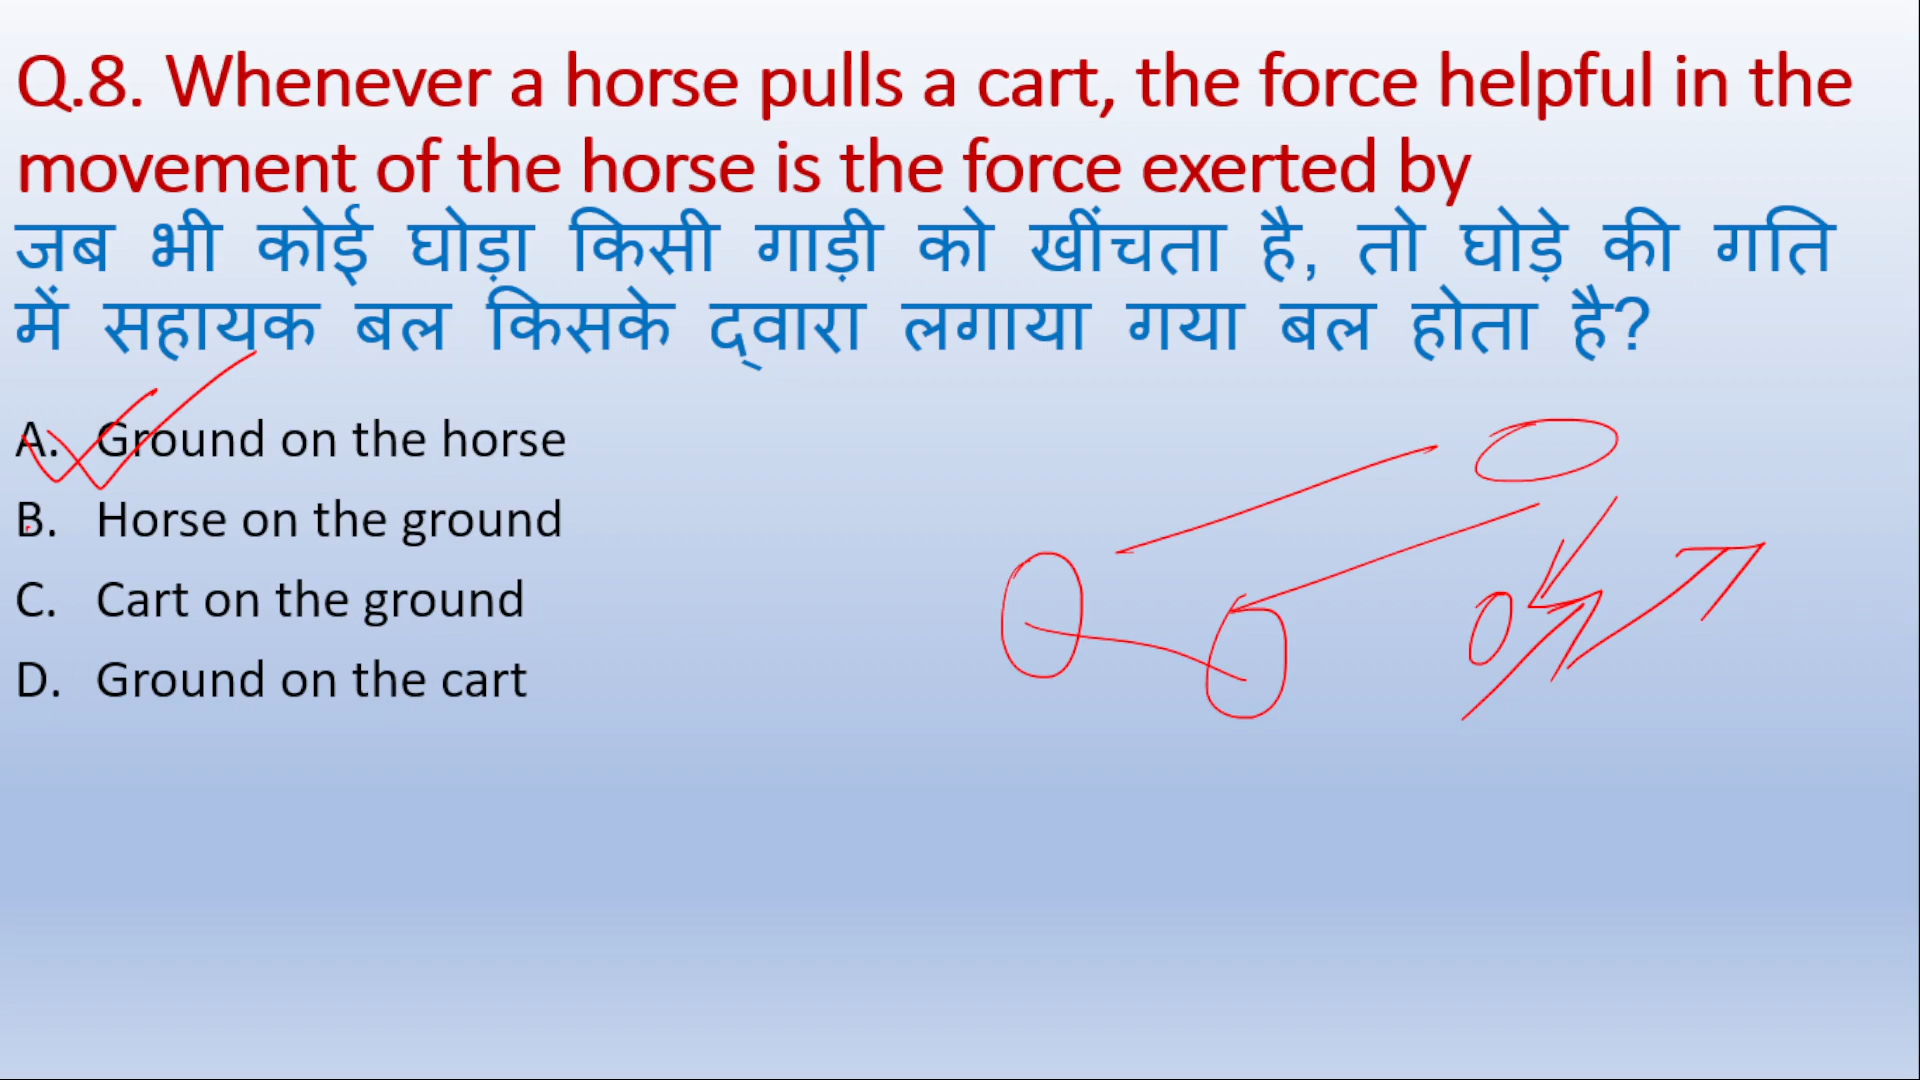 Q.8. Whenever a horse pulls a cart, the force helpful in the
movement of the horse is the force exerted by
जब भी कोई घोड़ा किसी गाड़ी को खींचता है, तो घोड़े की गति
में सहायक बल किसके द्वारा लगाया गया बल होता है?
A. Ground on the horse
B. Horse on the ground
C. Cart on the ground
D. Ground on the cart